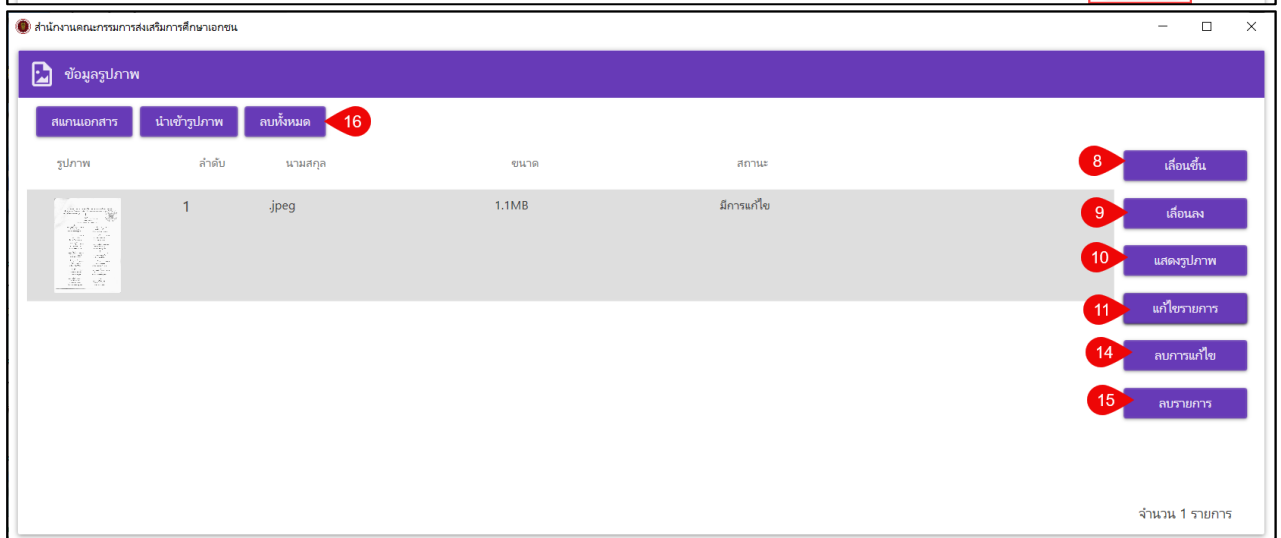 สำนักงานคณะกรรมการส่งเสริมการศึกษาเอกชน
ข้อมูลรูปภาพ
สแกนเอกสาร นำเข้ารูปภาพ ลบทั้งหมด 16
รูปภาพ ลำดับ นามสกุล ขนาด สถานะ
8 เลื่อนขึ้น
1 .jpeg 1.1MB มีการแก้ไข
9 เลื่อนลง
10 แสดงรูปภาพ
11 แก้ไขรายการ
14 ลบการแก้ไข
15 ลบรายการ
จำนวน 1 รายการ